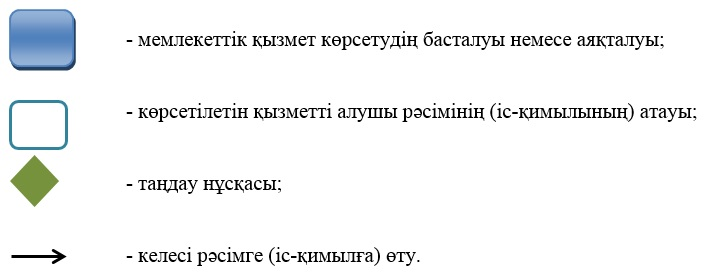 - мемлекеттік қызмет көрсетудің басталуы немесе аяқталуы;
- көрсетілетін қызметті алушы рәсімінің (іс-қимылының) атауы;
- таңдау нұсқасы;
- келесі рәсімге (іс-қимылға) өту.